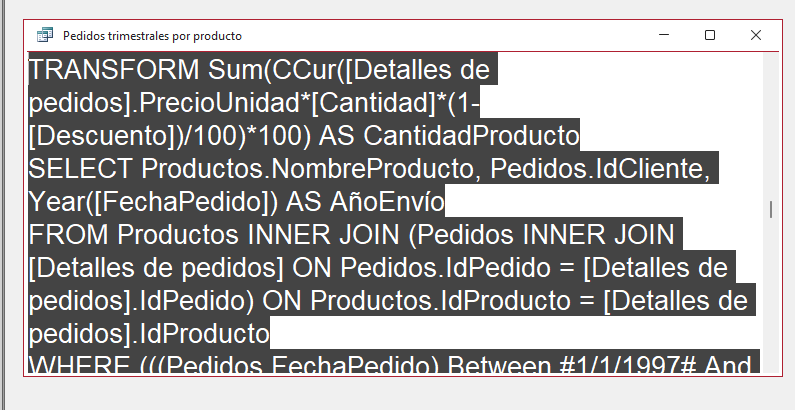 Pedidos trimestrales por producto
TRANSFORM Sum(CCur([Detalles de
pedidos].PrecioUnidad*[Cantidad]*(1-
[Descuento])/100)*100) AS CantidadProducto
SELECT Productos.NombreProducto, Pedidos.IdCliente,
Year([FechaPedido]) AS AñoEnvío
FROM Productos INNER JOIN (Pedidos INNER JOIN
[Detalles de pedidos] ON Pedidos.IdPedido = [Detalles de
pedidos].IdPedido) ON Productos.IdProducto = [Detalles de
pedidos].IdProducto
WHERE (((Pedidos.FechaPedido) Between #1/1/1997# And